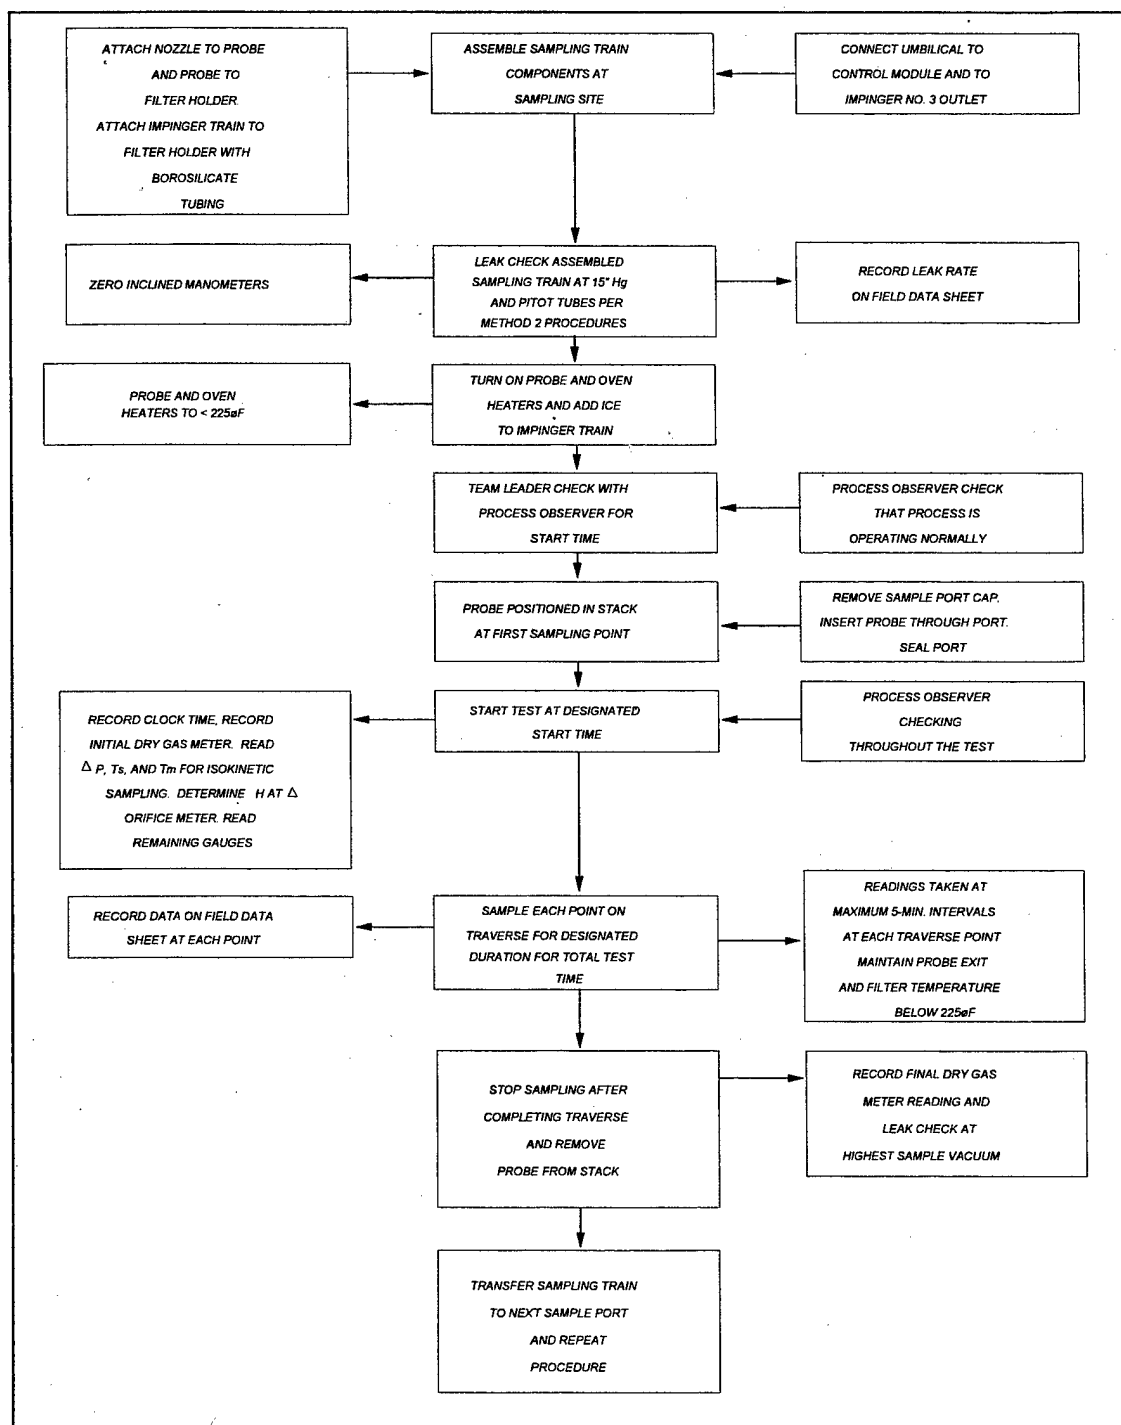 ATTACH NOZZLE TO PROBE
AND PROBE TO
FILTER HOLDER.
ATTACH IMPINGER TRAIN TO
FILTER HOLDER WITH
BOROSILICATE
TUBING
ASSEMBLE SAMPLING TRAIN
COMPONENTS AT
SAMPLING SITE
CONNECT UMBILICAL TO
CONTROL MODULE AND TO
IMPINGER NO. 3 OUTLET
ZERO INCLINED MANOMETERS
LEAK CHECK ASSEMBLED
SAMPLING TRAIN AT 15" Hg
AND PITOT TUBES PER
METHOD 2 PROCEDURES
RECORD LEAK RATE
ON FIELD DATA SHEET
PROBE AND OVEN
HEATERS TO < 225øF
TURN ON PROBE AND OVEN
HEATERS AND ADD ICE
TO IMPINGER TRAIN
TEAM LEADER CHECK WITH
PROCESS OBSERVER FOR
START TIME
PROCESS OBSERVER CHECK
THAT PROCESS IS
OPERATING NORMALLY
PROBE POSITIONED IN STACK
AT FIRST SAMPLING POINT
REMOVE SAMPLE PORT CAP.
INSERT PROBE THROUGH PORT.
SEAL PORT
RECORD CLOCK TIME, RECORD
INITIAL DRY GAS METER. READ
Δ P, Ts, AND Tm FOR ISOKINETIC
SAMPLING. DETERMINE H AT Δ
ORIFICE METER. READ
REMAINING GAUGES
START TEST AT DESIGNATED
START TIME
PROCESS OBSERVER
CHECKING
THROUGHOUT THE TEST
RECORD DATA ON FIELD DATA
SHEET AT EACH POINT
SAMPLE EACH POINT ON
TRAVERSE FOR DESIGNATED
DURATION FOR TOTAL TEST
TIME
READINGS TAKEN AT
MAXIMUM 5-MIN. INTERVALS
AT EACH TRAVERSE POINT
MAINTAIN PROBE EXIT
AND FILTER TEMPERATURE
BELOW 225øF
STOP SAMPLING AFTER
COMPLETING TRAVERSE
AND REMOVE
PROBE FROM STACK
RECORD FINAL DRY GAS
METER READING AND
LEAK CHECK AT
HIGHEST SAMPLE VACUUM
TRANSFER SAMPLING TRAIN
TO NEXT SAMPLE PORT
AND REPEAT
PROCEDURE